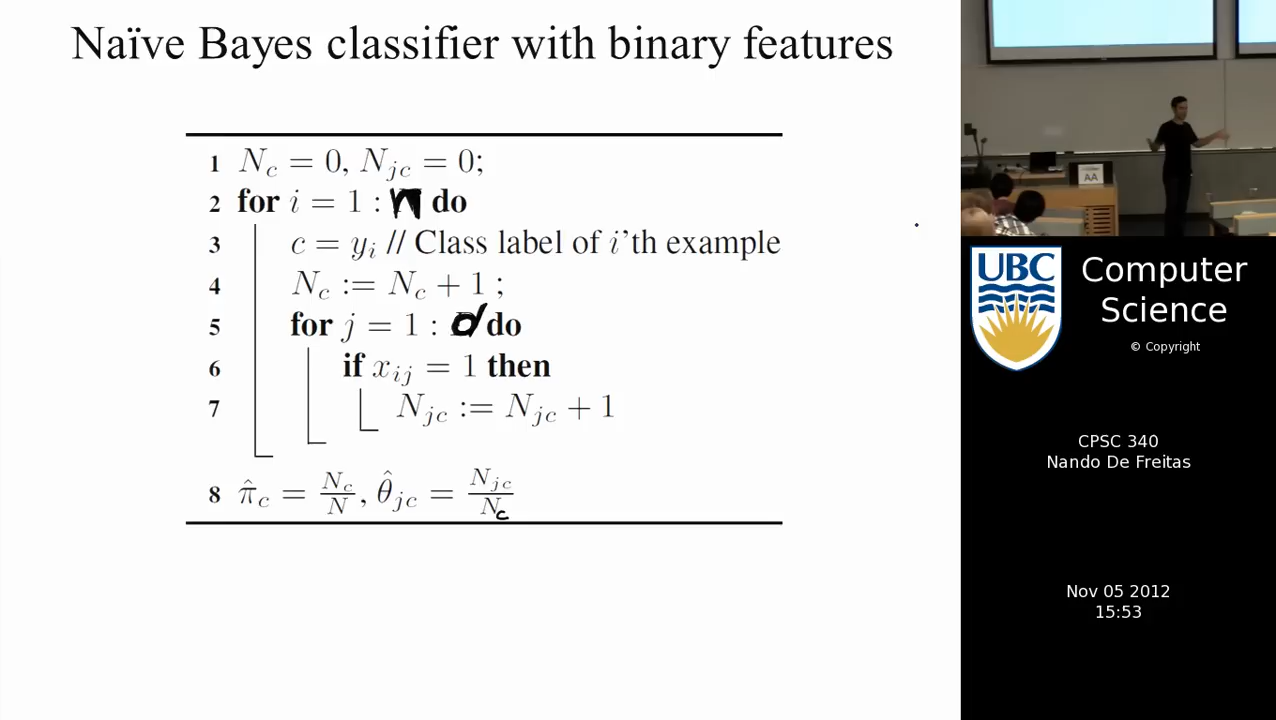 Naïve Bayes classifier with binary features
1 N_c = 0, N_jc = 0;
2 for i = 1 : n do
3 c = y_i // Class label of i'th example
4 N_c := N_c + 1 ;
5 for j = 1 : d do
6 if x_ij = 1 then
7 N_jc := N_jc + 1
8 π̂_c = N_c/N, θ̂_jc = N_jc/N_c
AA
UBC
Computer
Science
© Copyright
CPSC 340
Nando De Freitas
Nov 05 2012
15:53